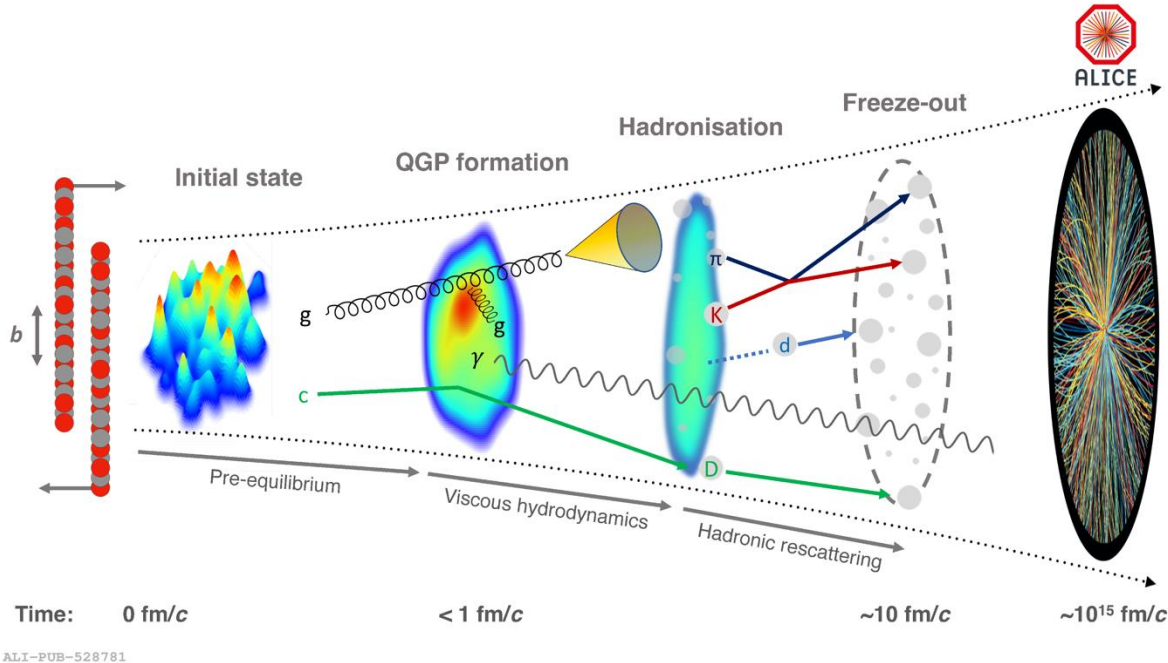 ALICE
Freeze-out
Hadronisation
QGP formation
Initial state
b
g
g
γ
c
π
K
d
D
Pre-equilibrium
Viscous hydrodynamics
Hadronic rescattering
Time: 0 fm/c < 1 fm/c ~10 fm/c ~10¹⁵ fm/c
ALI-PUB-528781